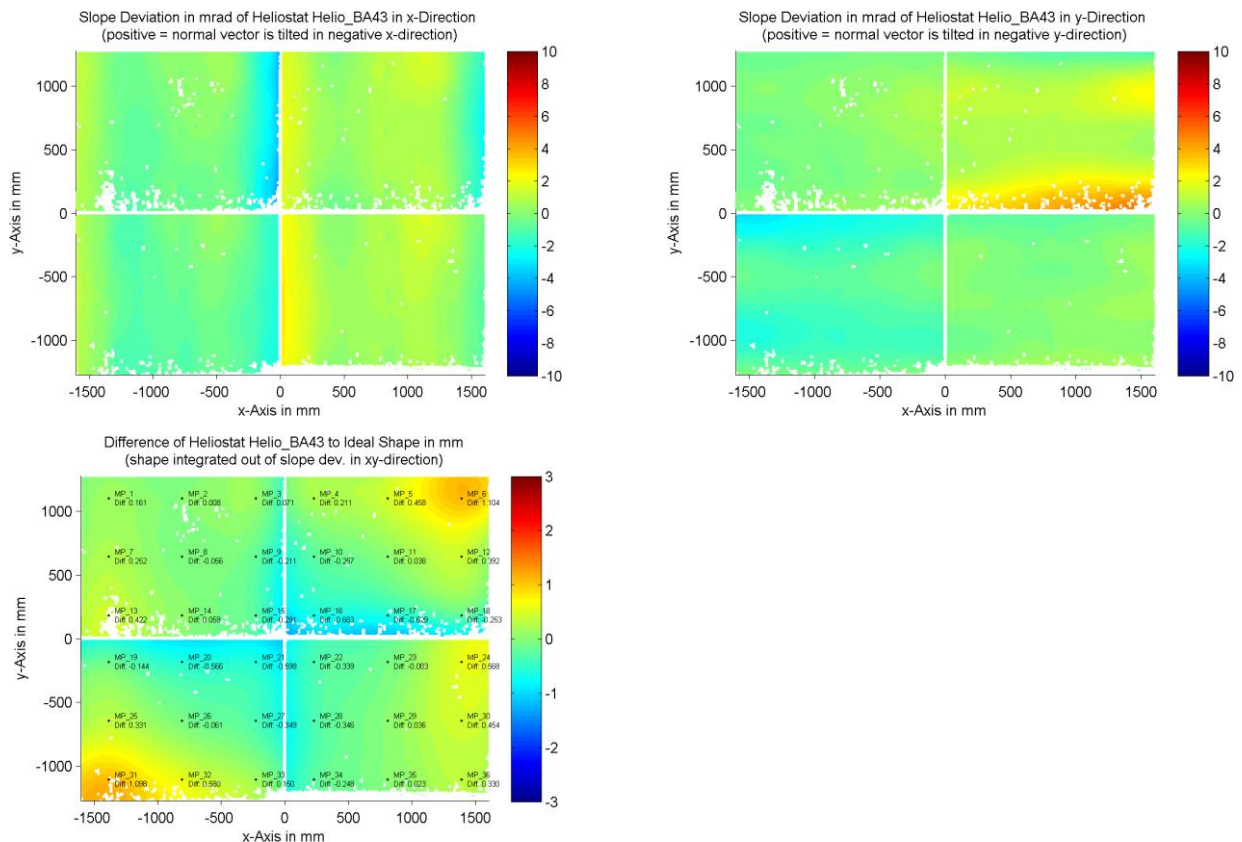 Slope Deviation in mrad of Heliostat Helio_BA43 in x-Direction
(positive = normal vector is tilted in negative x-direction)
10
8
6
4
2
0
-2
-4
-6
-8
-10
1000
500
0
-500
-1000
y-Axis in mm
-1500 -1000 -500 0 500 1000 1500
x-Axis in mm
Slope Deviation in mrad of Heliostat Helio_BA43 in y-Direction
(positive = normal vector is tilted in negative y-direction)
10
8
6
4
2
0
-2
-4
-6
-8
-10
1000
500
0
-500
-1000
y-Axis in mm
-1500 -1000 -500 0 500 1000 1500
x-Axis in mm
Difference of Heliostat Helio_BA43 to Ideal Shape in mm
(shape integrated out of slope dev. in xy-direction)
3
2
1
0
-1
-2
-3
1000
500
0
-500
-1000
y-Axis in mm
MP_1 MP_2 MP_3 MP_4 MP_5 MP_6
Diff: 0.161 Diff: 0.008 Diff: 0.071 Diff: 0.211 Diff: 0.458 Diff: 1.104
MP_7 MP_8 MP_9 MP_10 MP_11 MP_12
Diff: 0.252 Diff: -0.056 Diff: -0.211 Diff: -0.257 Diff: 0.038 Diff: 0.392
MP_13 MP_14 MP_15 MP_16 MP_17 MP_18
Diff: 0.422 Diff: 0.059 Diff: -0.291 Diff: -0.683 Diff: -0.629 Diff: -0.253
MP_19 MP_20 MP_21 MP_22 MP_23 MP_24
Diff: -0.144 Diff: -0.566 Diff: -0.598 Diff: -0.339 Diff: -0.083 Diff: 0.568
MP_25 MP_26 MP_27 MP_28 MP_29 MP_30
Diff: 0.331 Diff: -0.061 Diff: -0.349 Diff: -0.346 Diff: 0.036 Diff: 0.454
MP_31 MP_32 MP_33 MP_34 MP_35 MP_36
Diff: 1.098 Diff: 0.580 Diff: 0.150 Diff: -0.248 Diff: 0.023 Diff: 0.330
-1500 -1000 -500 0 500 1000 1500
x-Axis in mm